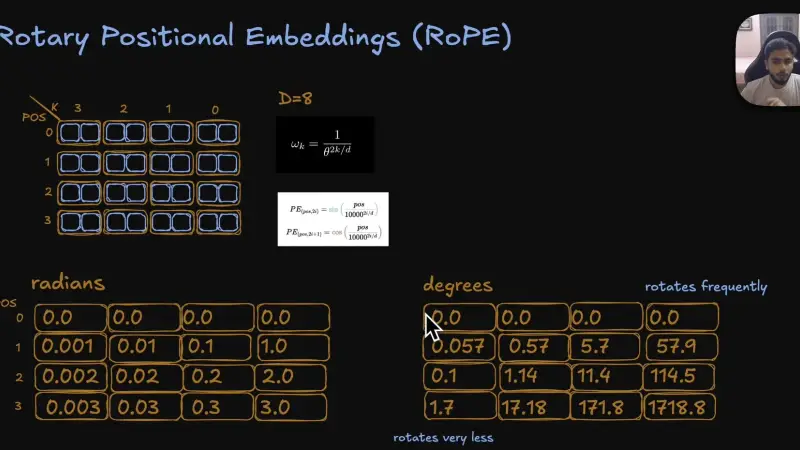 Rotary Positional Embeddings (RoPE)
K 3 2 1 0
POS
0
1
2
3
D=8
ωₖ = 1 / θ^{2k/d}
PE(pos,2i) = sin ( pos / 10000^{2i/d} )
PE(pos,2i+1) = cos ( pos / 10000^{2i/d} )
radians
OS
0 0.0 0.0 0.0 0.0
1 0.001 0.01 0.1 1.0
2 0.002 0.02 0.2 2.0
3 0.003 0.03 0.3 3.0
degrees
rotates frequently
0.0 0.0 0.0 0.0
0.057 0.57 5.7 57.9
0.1 1.14 11.4 114.5
1.7 17.18 171.8 1718.8
rotates very less